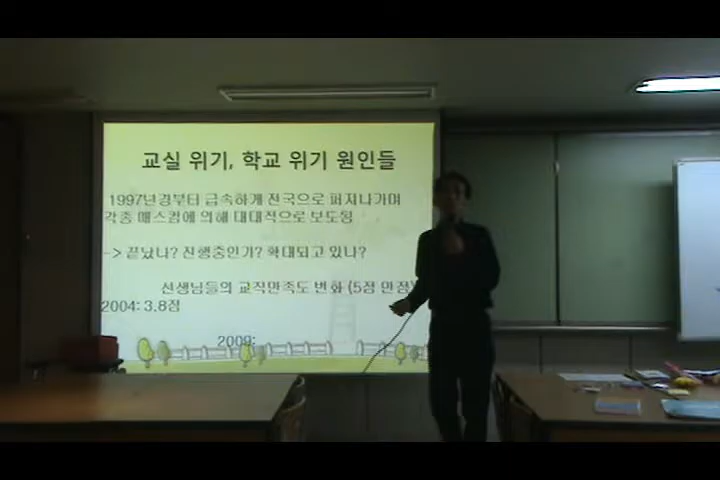 교실 위기, 학교 위기 원인들
1997년경부터 급속하게 전국으로 퍼져나가며
각종 매스컴에 의해 대대적으로 보도됨
-> 끝났나? 진행중인가? 확대되고 있나?
선생님들의 교직만족도 변화 (5점 만점)
2004: 3.8점
2009: